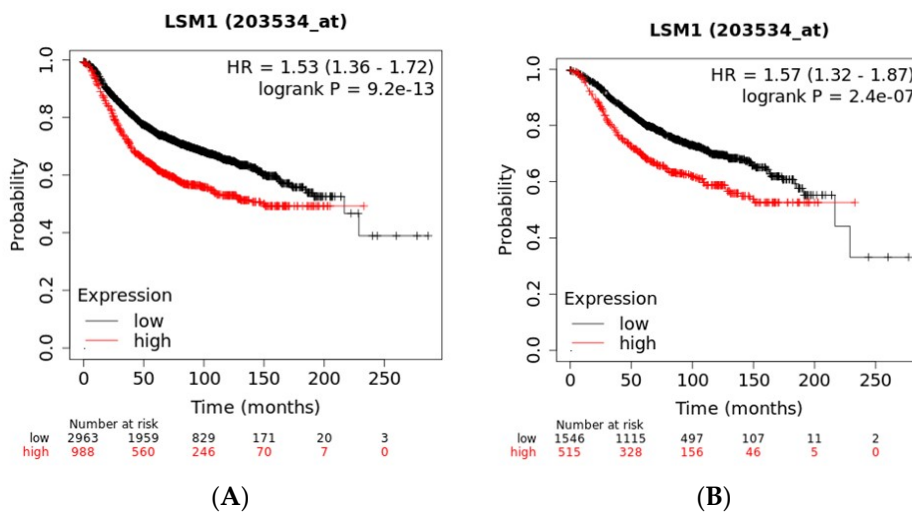 LSM1 (203534_at)
HR = 1.53 (1.36 - 1.72)
logrank P = 9.2e-13
Probability
1.0
0.8
0.6
0.4
0.2
0.0
Expression
low
high
0 50 100 150 200 250
Time (months)
Number at risk
low 2963 1959 829 171 20 3
high 988 560 246 70 7 0
(A)
LSM1 (203534_at)
HR = 1.57 (1.32 - 1.87)
logrank P = 2.4e-07
Probability
1.0
0.8
0.6
0.4
0.2
0.0
Expression
low
high
0 50 100 150 200 250
Time (months)
Number at risk
low 1546 1115 497 107 11 2
high 515 328 156 46 5 0
(B)